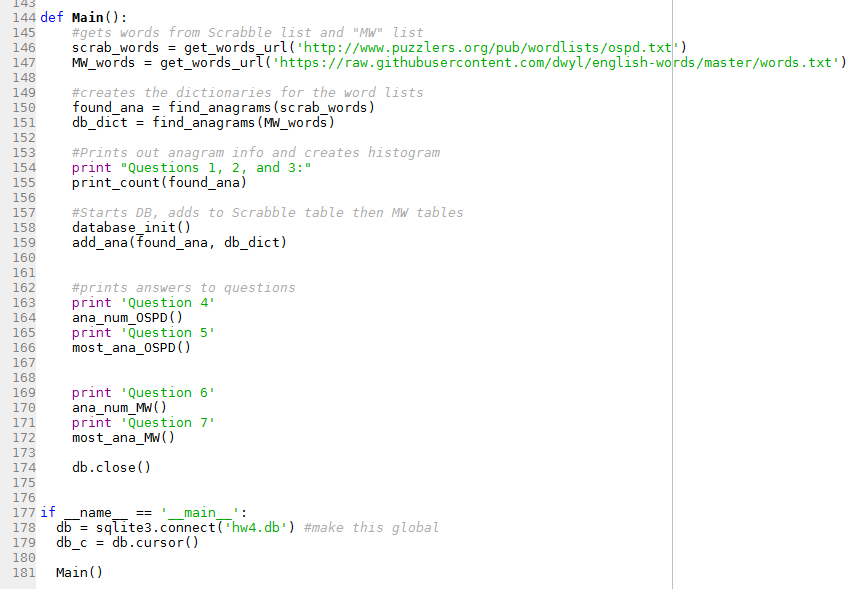 143
144 def Main():
145     #gets words from Scrabble list and "MW" list
146     scrab_words = get_words_url('http://www.puzzlers.org/pub/wordlists/ospd.txt')
147     MW_words = get_words_url('https://raw.githubusercontent.com/dwyl/english-words/master/words.txt')
148
149     #creates the dictionaries for the word lists
150     found_ana = find_anagrams(scrab_words)
151     db_dict = find_anagrams(MW_words)
152
153     #Prints out anagram info and creates histogram
154     print "Questions 1, 2, and 3:"
155     print_count(found_ana)
156
157     #Starts DB, adds to Scrabble table then MW tables
158     database_init()
159     add_ana(found_ana, db_dict)
160
161
162     #prints answers to questions
163     print 'Question 4'
164     ana_num_OSPD()
165     print 'Question 5'
166     most_ana_OSPD()
167
168
169     print 'Question 6'
170     ana_num_MW()
171     print 'Question 7'
172     most_ana_MW()
173
174     db.close()
175
176
177 if __name__ == '__main__':
178   db = sqlite3.connect('hw4.db') #make this global
179   db_c = db.cursor()
180
181   Main()